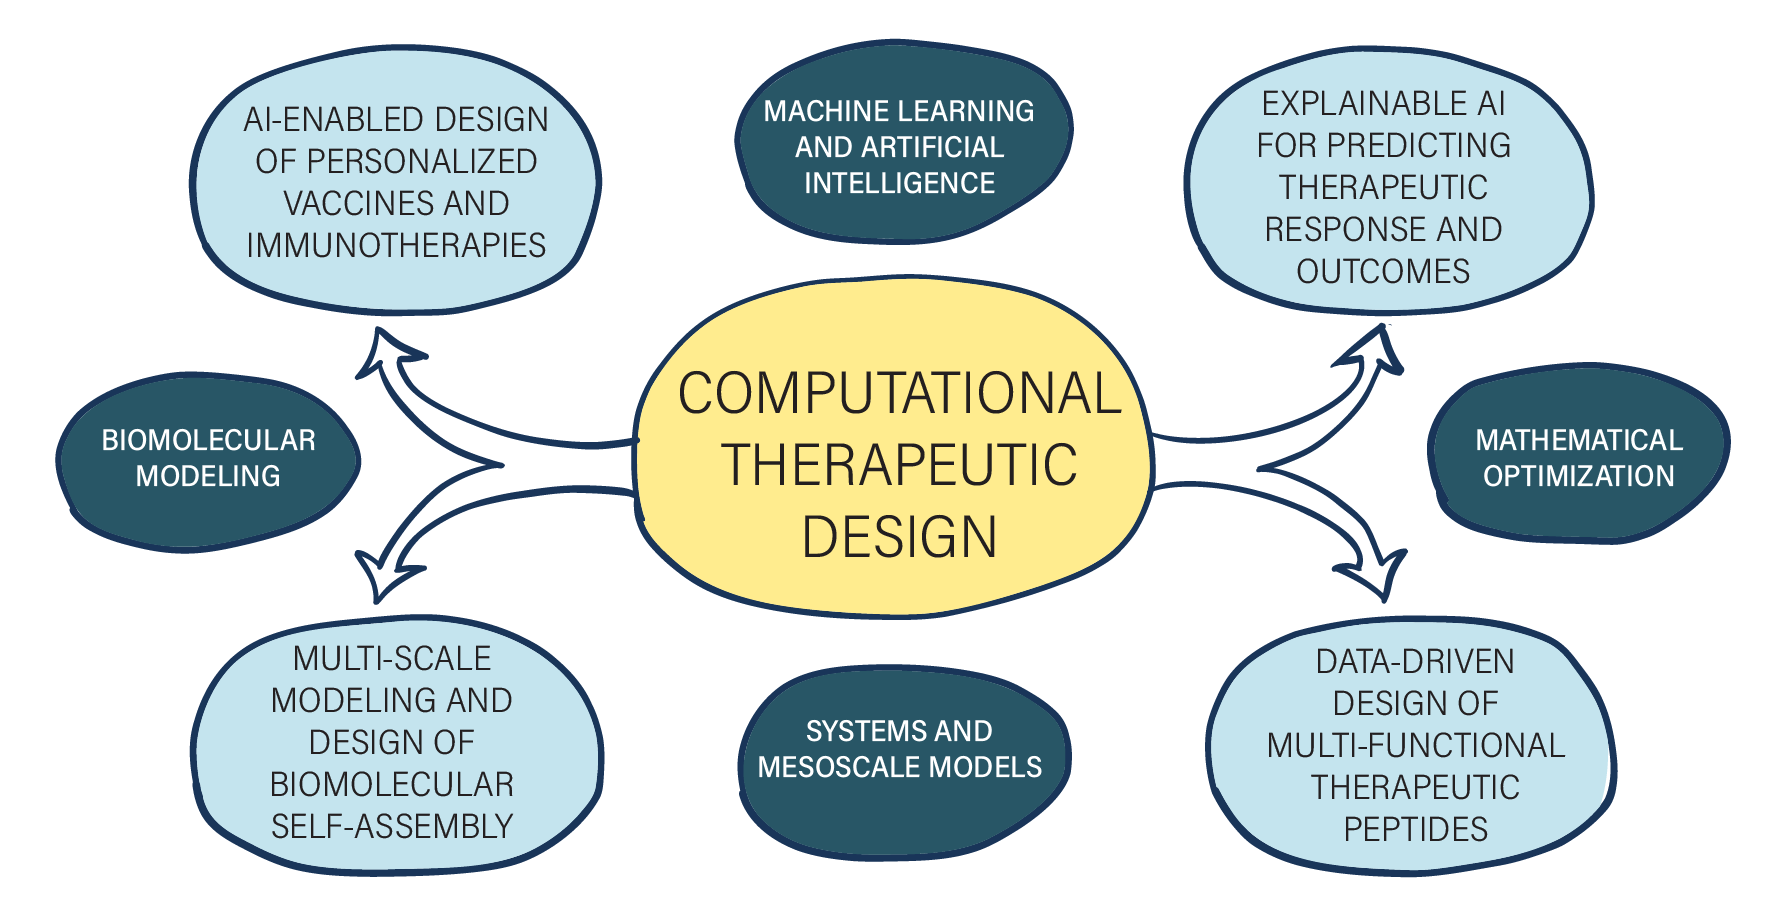 AI-ENABLED DESIGN
OF PERSONALIZED
VACCINES AND
IMMUNOTHERAPIES
MACHINE LEARNING
AND ARTIFICIAL
INTELLIGENCE
EXPLAINABLE AI
FOR PREDICTING
THERAPEUTIC
RESPONSE AND
OUTCOMES
BIOMOLECULAR
MODELING
COMPUTATIONAL
THERAPEUTIC
DESIGN
MATHEMATICAL
OPTIMIZATION
MULTI-SCALE
MODELING AND
DESIGN OF
BIOMOLECULAR
SELF-ASSEMBLY
SYSTEMS AND
MESOSCALE MODELS
DATA-DRIVEN
DESIGN OF
MULTI-FUNCTIONAL
THERAPEUTIC
PEPTIDES